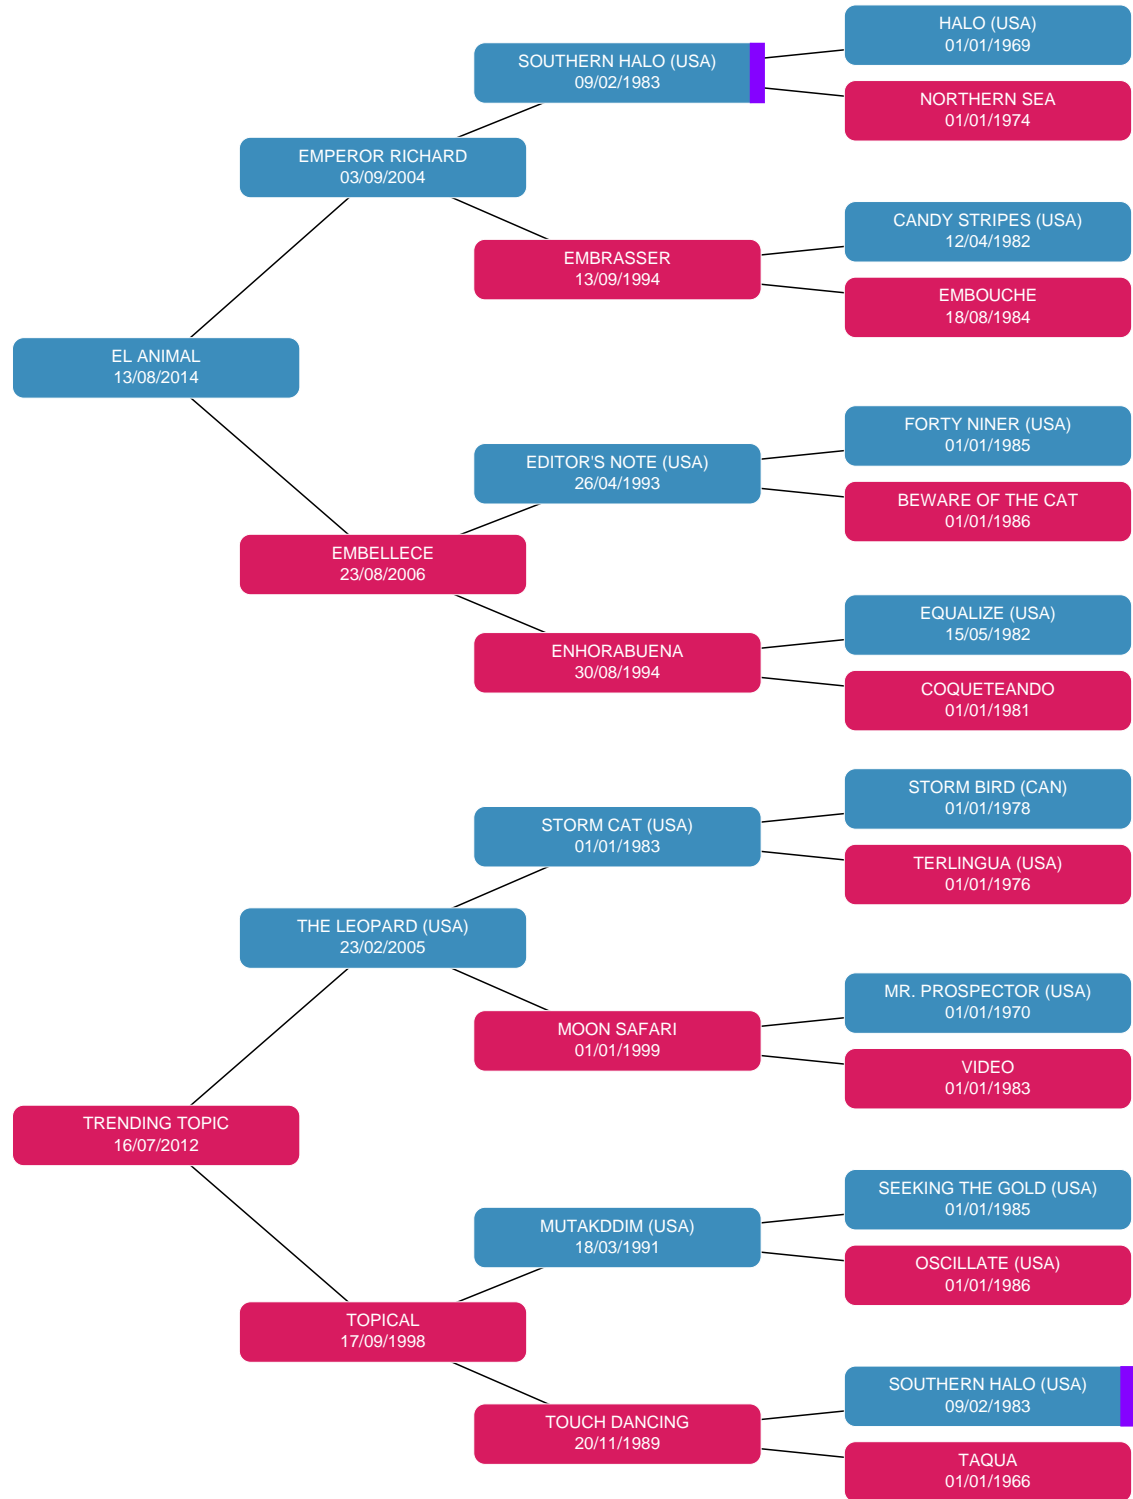 HALO (USA)
01/01/1969
SOUTHERN HALO (USA)
09/02/1983
NORTHERN SEA
01/01/1974
EMPEROR RICHARD
03/09/2004
CANDY STRIPES (USA)
12/04/1982
EMBRASSER
13/09/1994
EMBOUCHE
18/08/1984
EL ANIMAL
13/08/2014
FORTY NINER (USA)
01/01/1985
EDITOR'S NOTE (USA)
26/04/1993
BEWARE OF THE CAT
01/01/1986
EMBELLECE
23/08/2006
EQUALIZE (USA)
15/05/1982
ENHORABUENA
30/08/1994
COQUETEANDO
01/01/1981
STORM BIRD (CAN)
01/01/1978
STORM CAT (USA)
01/01/1983
TERLINGUA (USA)
01/01/1976
THE LEOPARD (USA)
23/02/2005
MR. PROSPECTOR (USA)
01/01/1970
MOON SAFARI
01/01/1999
VIDEO
01/01/1983
TRENDING TOPIC
16/07/2012
SEEKING THE GOLD (USA)
01/01/1985
MUTAKDDIM (USA)
18/03/1991
OSCILLATE (USA)
01/01/1986
TOPICAL
17/09/1998
SOUTHERN HALO (USA)
09/02/1983
TOUCH DANCING
20/11/1989
TAQUA
01/01/1966